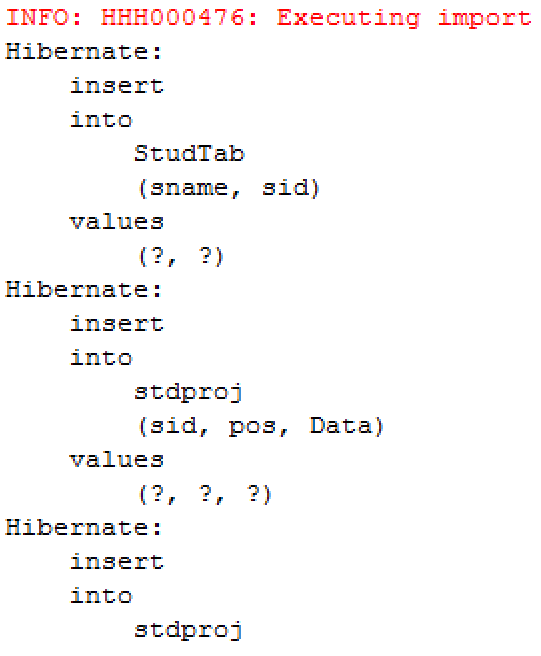 INFO: HHH000476: Executing import
Hibernate:
    insert
    into
        StudTab
        (sname, sid)
    values
        (?, ?)
Hibernate:
    insert
    into
        stdproj
        (sid, pos, Data)
    values
        (?, ?, ?)
Hibernate:
    insert
    into
        stdproj